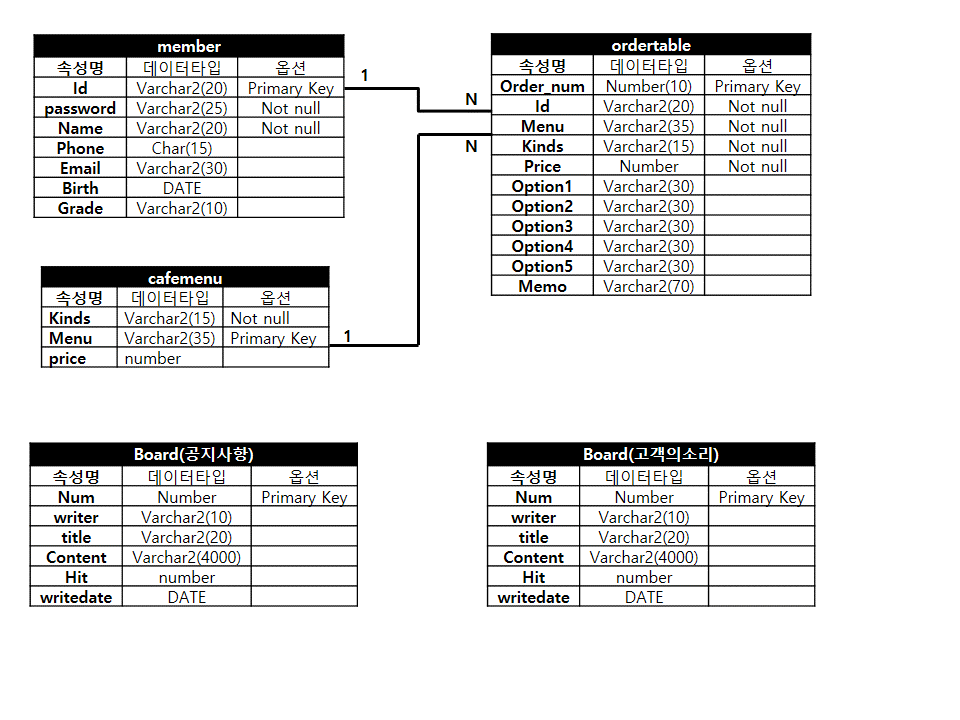 member
속성명 데이터타입 옵션
Id Varchar2(20) Primary Key
password Varchar2(25) Not null
Name Varchar2(20) Not null
Phone Char(15)
Email Varchar2(30)
Birth DATE
Grade Varchar2(10)
1
N
N
ordertable
속성명 데이터타입 옵션
Order_num Number(10) Primary Key
Id Varchar2(20) Not null
Menu Varchar2(35) Not null
Kinds Varchar2(15) Not null
Price Number Not null
Option1 Varchar2(30)
Option2 Varchar2(30)
Option3 Varchar2(30)
Option4 Varchar2(30)
Option5 Varchar2(30)
Memo Varchar2(70)
cafemenu
속성명 데이터타입 옵션
Kinds Varchar2(15) Not null
Menu Varchar2(35) Primary Key
price number
1
Board(공지사항)
속성명 데이터타입 옵션
Num Number Primary Key
writer Varchar2(10)
title Varchar2(20)
Content Varchar2(4000)
Hit number
writedate DATE
Board(고객의소리)
속성명 데이터타입 옵션
Num Number Primary Key
writer Varchar2(10)
title Varchar2(20)
Content Varchar2(4000)
Hit number
writedate DATE